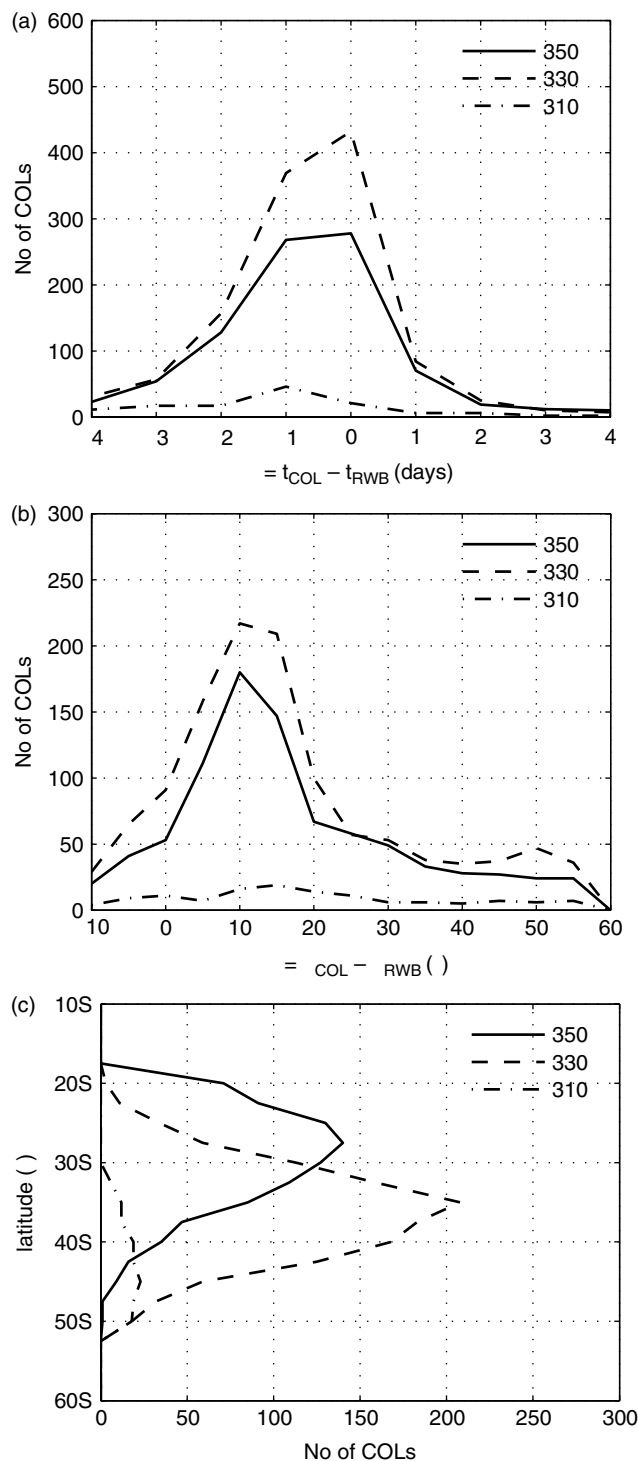 (a)
600
500
400
300
200
100
0
No of COLs
350
330
310
4 3 2 1 0 1 2 3 4
= tCOL – tRWB (days)
(b)
300
250
200
150
100
50
0
No of COLs
350
330
310
10 0 10 20 30 40 50 60
= COL – RWB ( )
(c)
10S
20S
30S
40S
50S
60S
latitude ( )
350
330
310
0 50 100 150 200 250 300
No of COLs